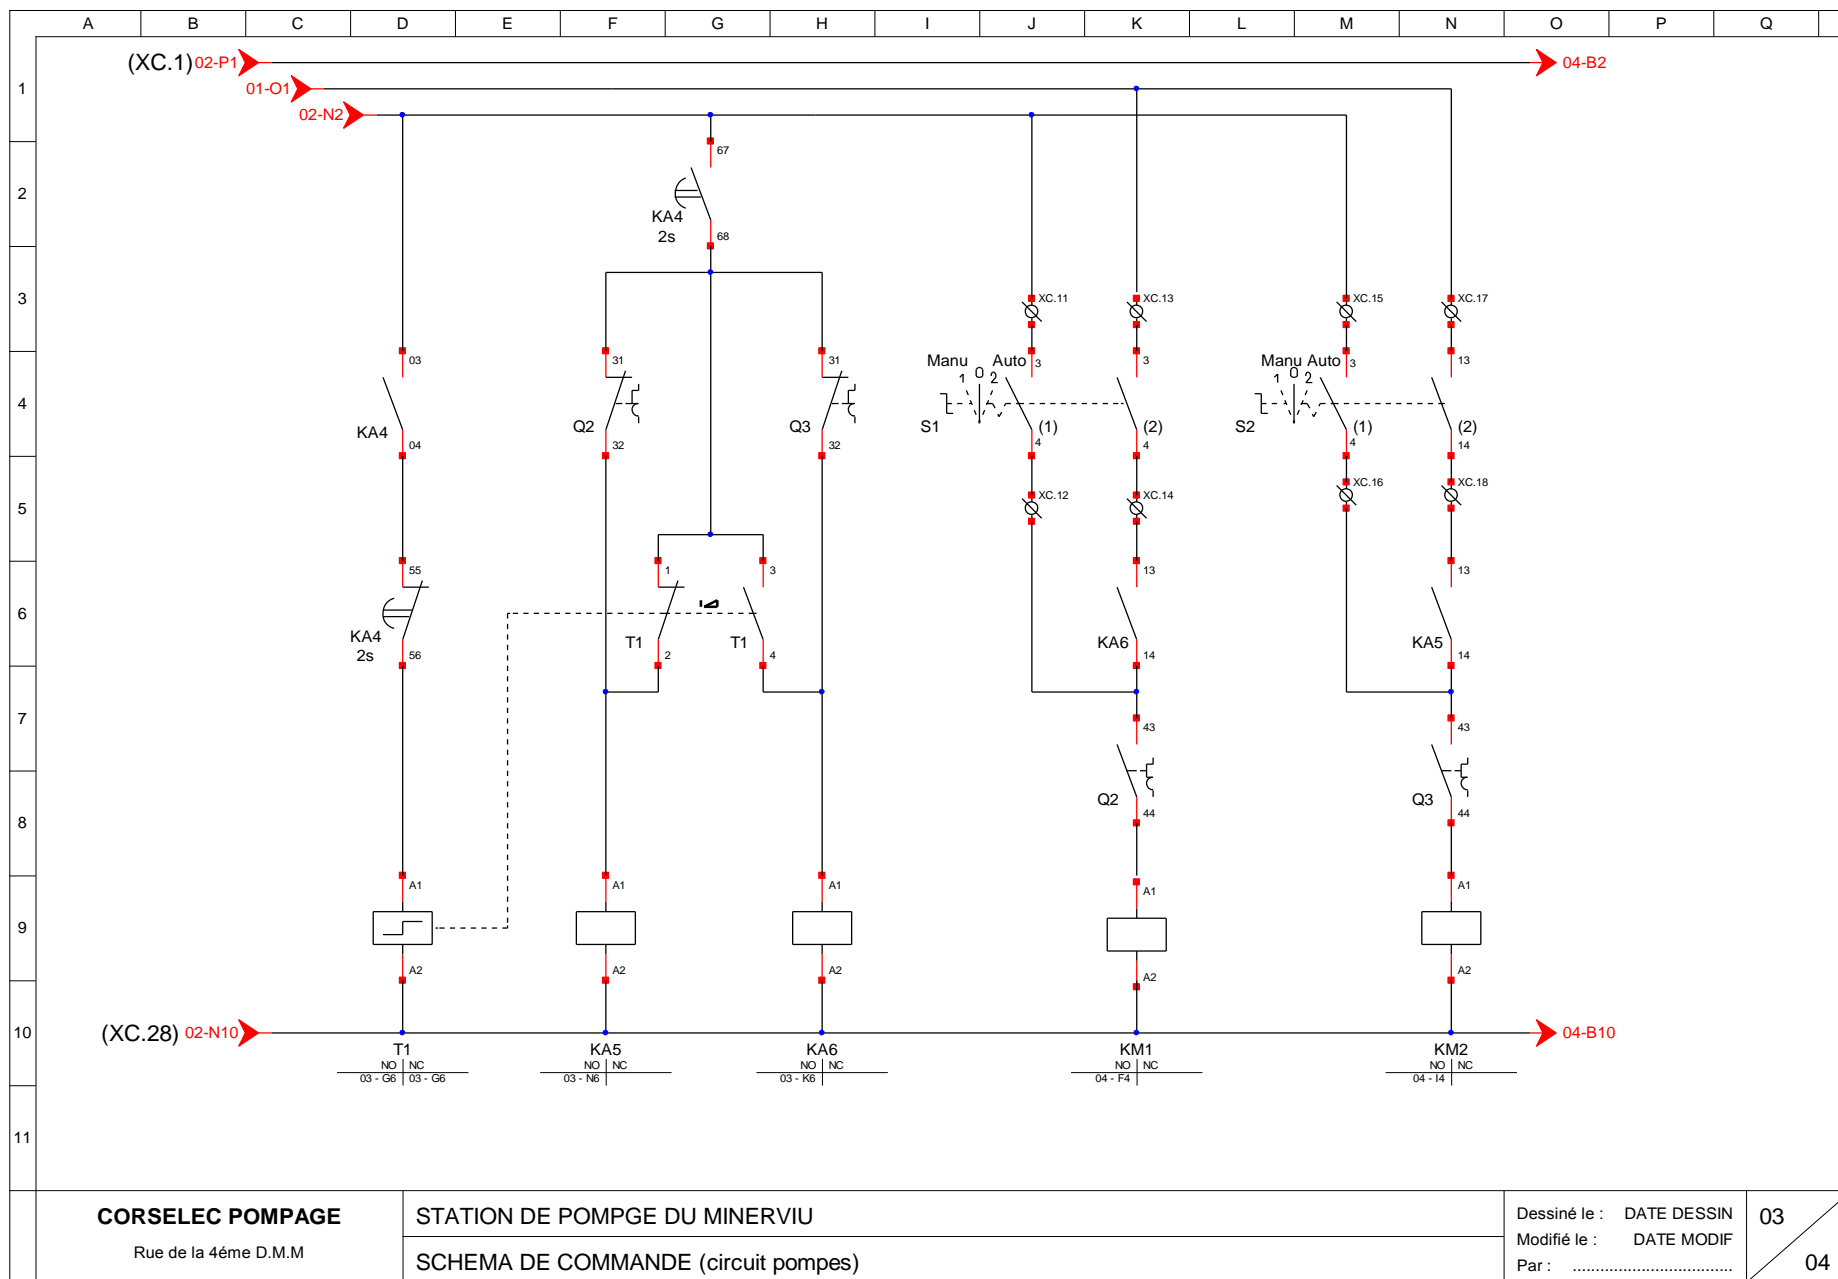 A B C D E F G H I J K L M N O P Q
(XC.1) 02-P1 04-B2
1 01-O1
02-N2
67
2
KA4
2s 68
3 XC.11 XC.13 XC.15 XC.17
03 31 31 Manu Auto 3 3 Manu Auto 3 13
1 0 2 1 0 2
4
KA4 Q2 Q3 S1 (1) (2) S2 (1) (2)
04 32 32 4 4 4 14
XC.16 XC.18
5 XC.12 XC.14
55 1 3 13 13
6
KA4 T1 T1 KA6 KA5
2s 56 2 4 14 14
7 43 43
Q2 Q3
8 44 44
A1 A1 A1 A1 A1
9
A2 A2 A2 A2 A2
10 (XC.28) 02-N10 04-B10
T1 KA5 KA6 KM1 KM2
NO NC NO NC NO NC NO NC NO NC
03 - G6 03 - G6 03 - N6 03 - K6 04 - F4 04 - I4
11
CORSELEC POMPAGE
Rue de la 4éme D.M.M
STATION DE POMPGE DU MINERVIU
SCHEMA DE COMMANDE (circuit pompes)
Dessiné le : DATE DESSIN
Modifié le : DATE MODIF
Par : ...................................
03
04